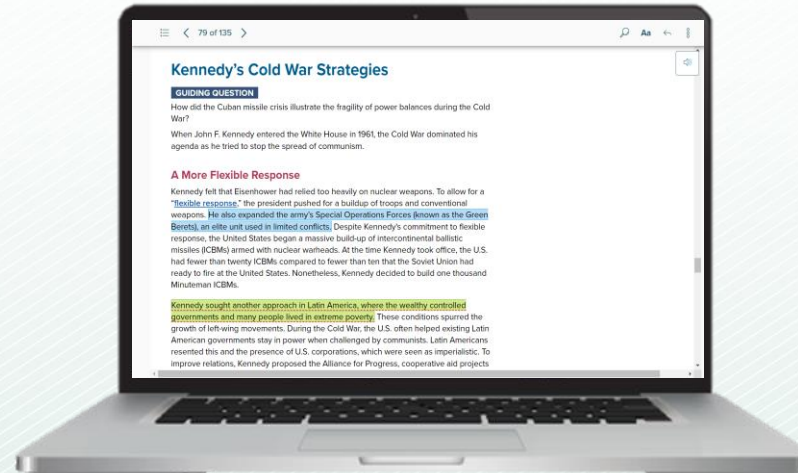 79 of 135
Aa
Kennedy's Cold War Strategies
GUIDING QUESTION
How did the Cuban missile crisis illustrate the fragility of power balances during the Cold
War?
When John F. Kennedy entered the White House in 1961, the Cold War dominated his
agenda as he tried to stop the spread of communism.
A More Flexible Response
Kennedy felt that Eisenhower had relied too heavily on nuclear weapons. To allow for a
"flexible response," the president pushed for a buildup of troops and conventional
weapons. He also expanded the army's Special Operations Forces (known as the Green
Berets), an elite unit used in limited conflicts. Despite Kennedy's commitment to flexible
response, the United States began a massive build-up of intercontinental ballistic
missiles (ICBMs) armed with nuclear warheads. At the time Kennedy took office, the U.S.
had fewer than twenty ICBMs compared to fewer than ten that the Soviet Union had
ready to fire at the United States. Nonetheless, Kennedy decided to build one thousand
Minuteman ICBMs.
Kennedy sought another approach in Latin America, where the wealthy controlled
governments and many people lived in extreme poverty. These conditions spurred the
growth of left-wing movements. During the Cold War, the U.S. often helped existing Latin
American governments stay in power when challenged by communists. Latin Americans
resented this and the presence of U.S. corporations, which were seen as imperialistic. To
improve relations, Kennedy proposed the Alliance for Progress, cooperative aid projects